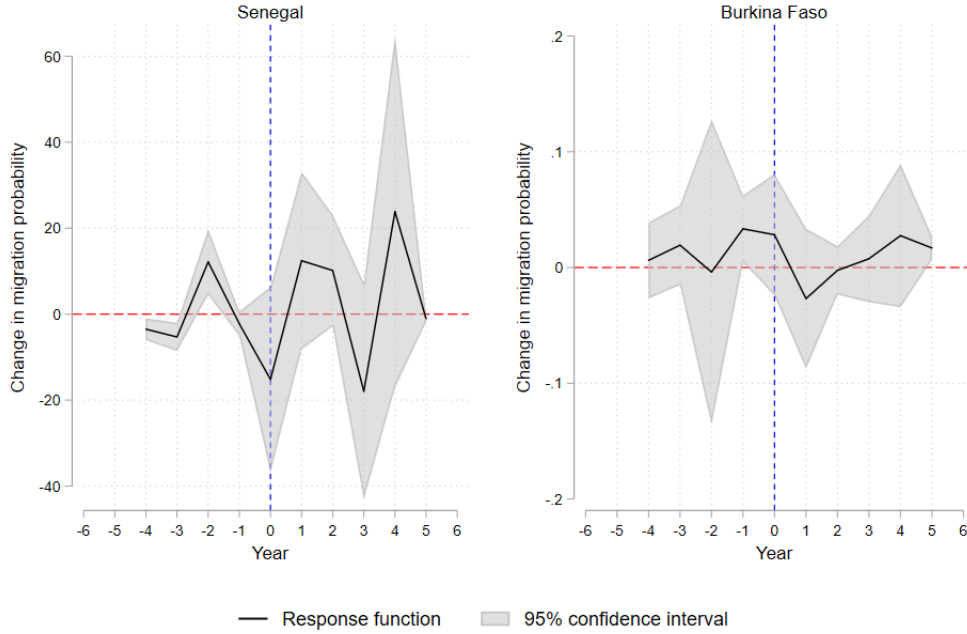 Senegal
Change in migration probability
60
40
20
0
-20
-40
-6 -5 -4 -3 -2 -1 0 1 2 3 4 5 6
Year
Burkina Faso
Change in migration probability
.2
.1
0
-.1
-.2
-6 -5 -4 -3 -2 -1 0 1 2 3 4 5 6
Year
Response function 95% confidence interval